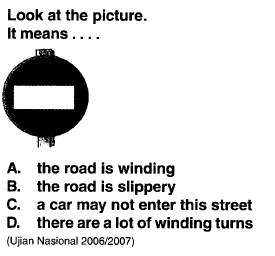 Look at the picture.
It means . . . .
A. the road is winding
B. the road is slippery
C. a car may not enter this street
D. there are a lot of winding turns
(Ujian Nasional 2006/2007)